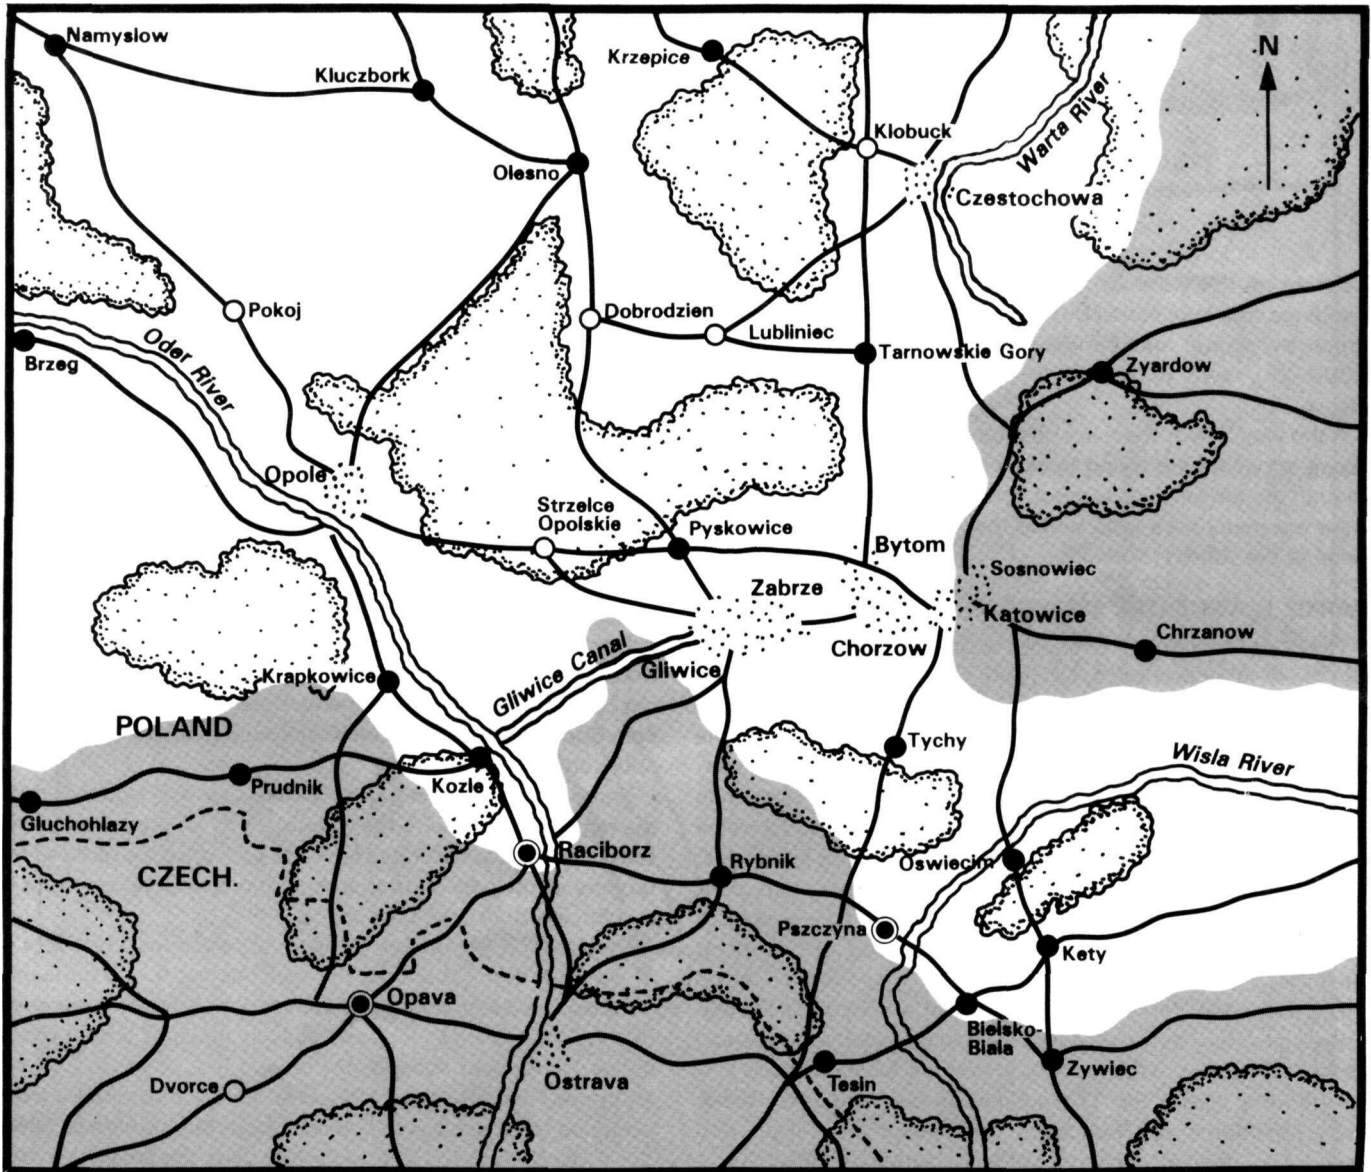 N
Namyslow
Kluczbork
Krzepice
Klobuck
Warta River
Olesno
Czestochowa
Pokoj
Dobrodzien
Lubliniec
Tarnowskie Gory
Zyardow
Oder River
Brzeg
Opole
Strzelce
Opolskie
Pyskowice
Bytom
Sosnowiec
Zabrze
Katowice
Chorzow
Chrzanow
Gliwice Canal
Gliwice
Krapkowice
POLAND
Tychy
Wisla River
Prudnik
Kozle
Gluchohlazy
CZECH.
Raciborz
Rybnik
Oswiecim
Pszczyna
Kety
Opava
Bielsko-
Biala
Zywiec
Dvorce
Ostrava
Tesin